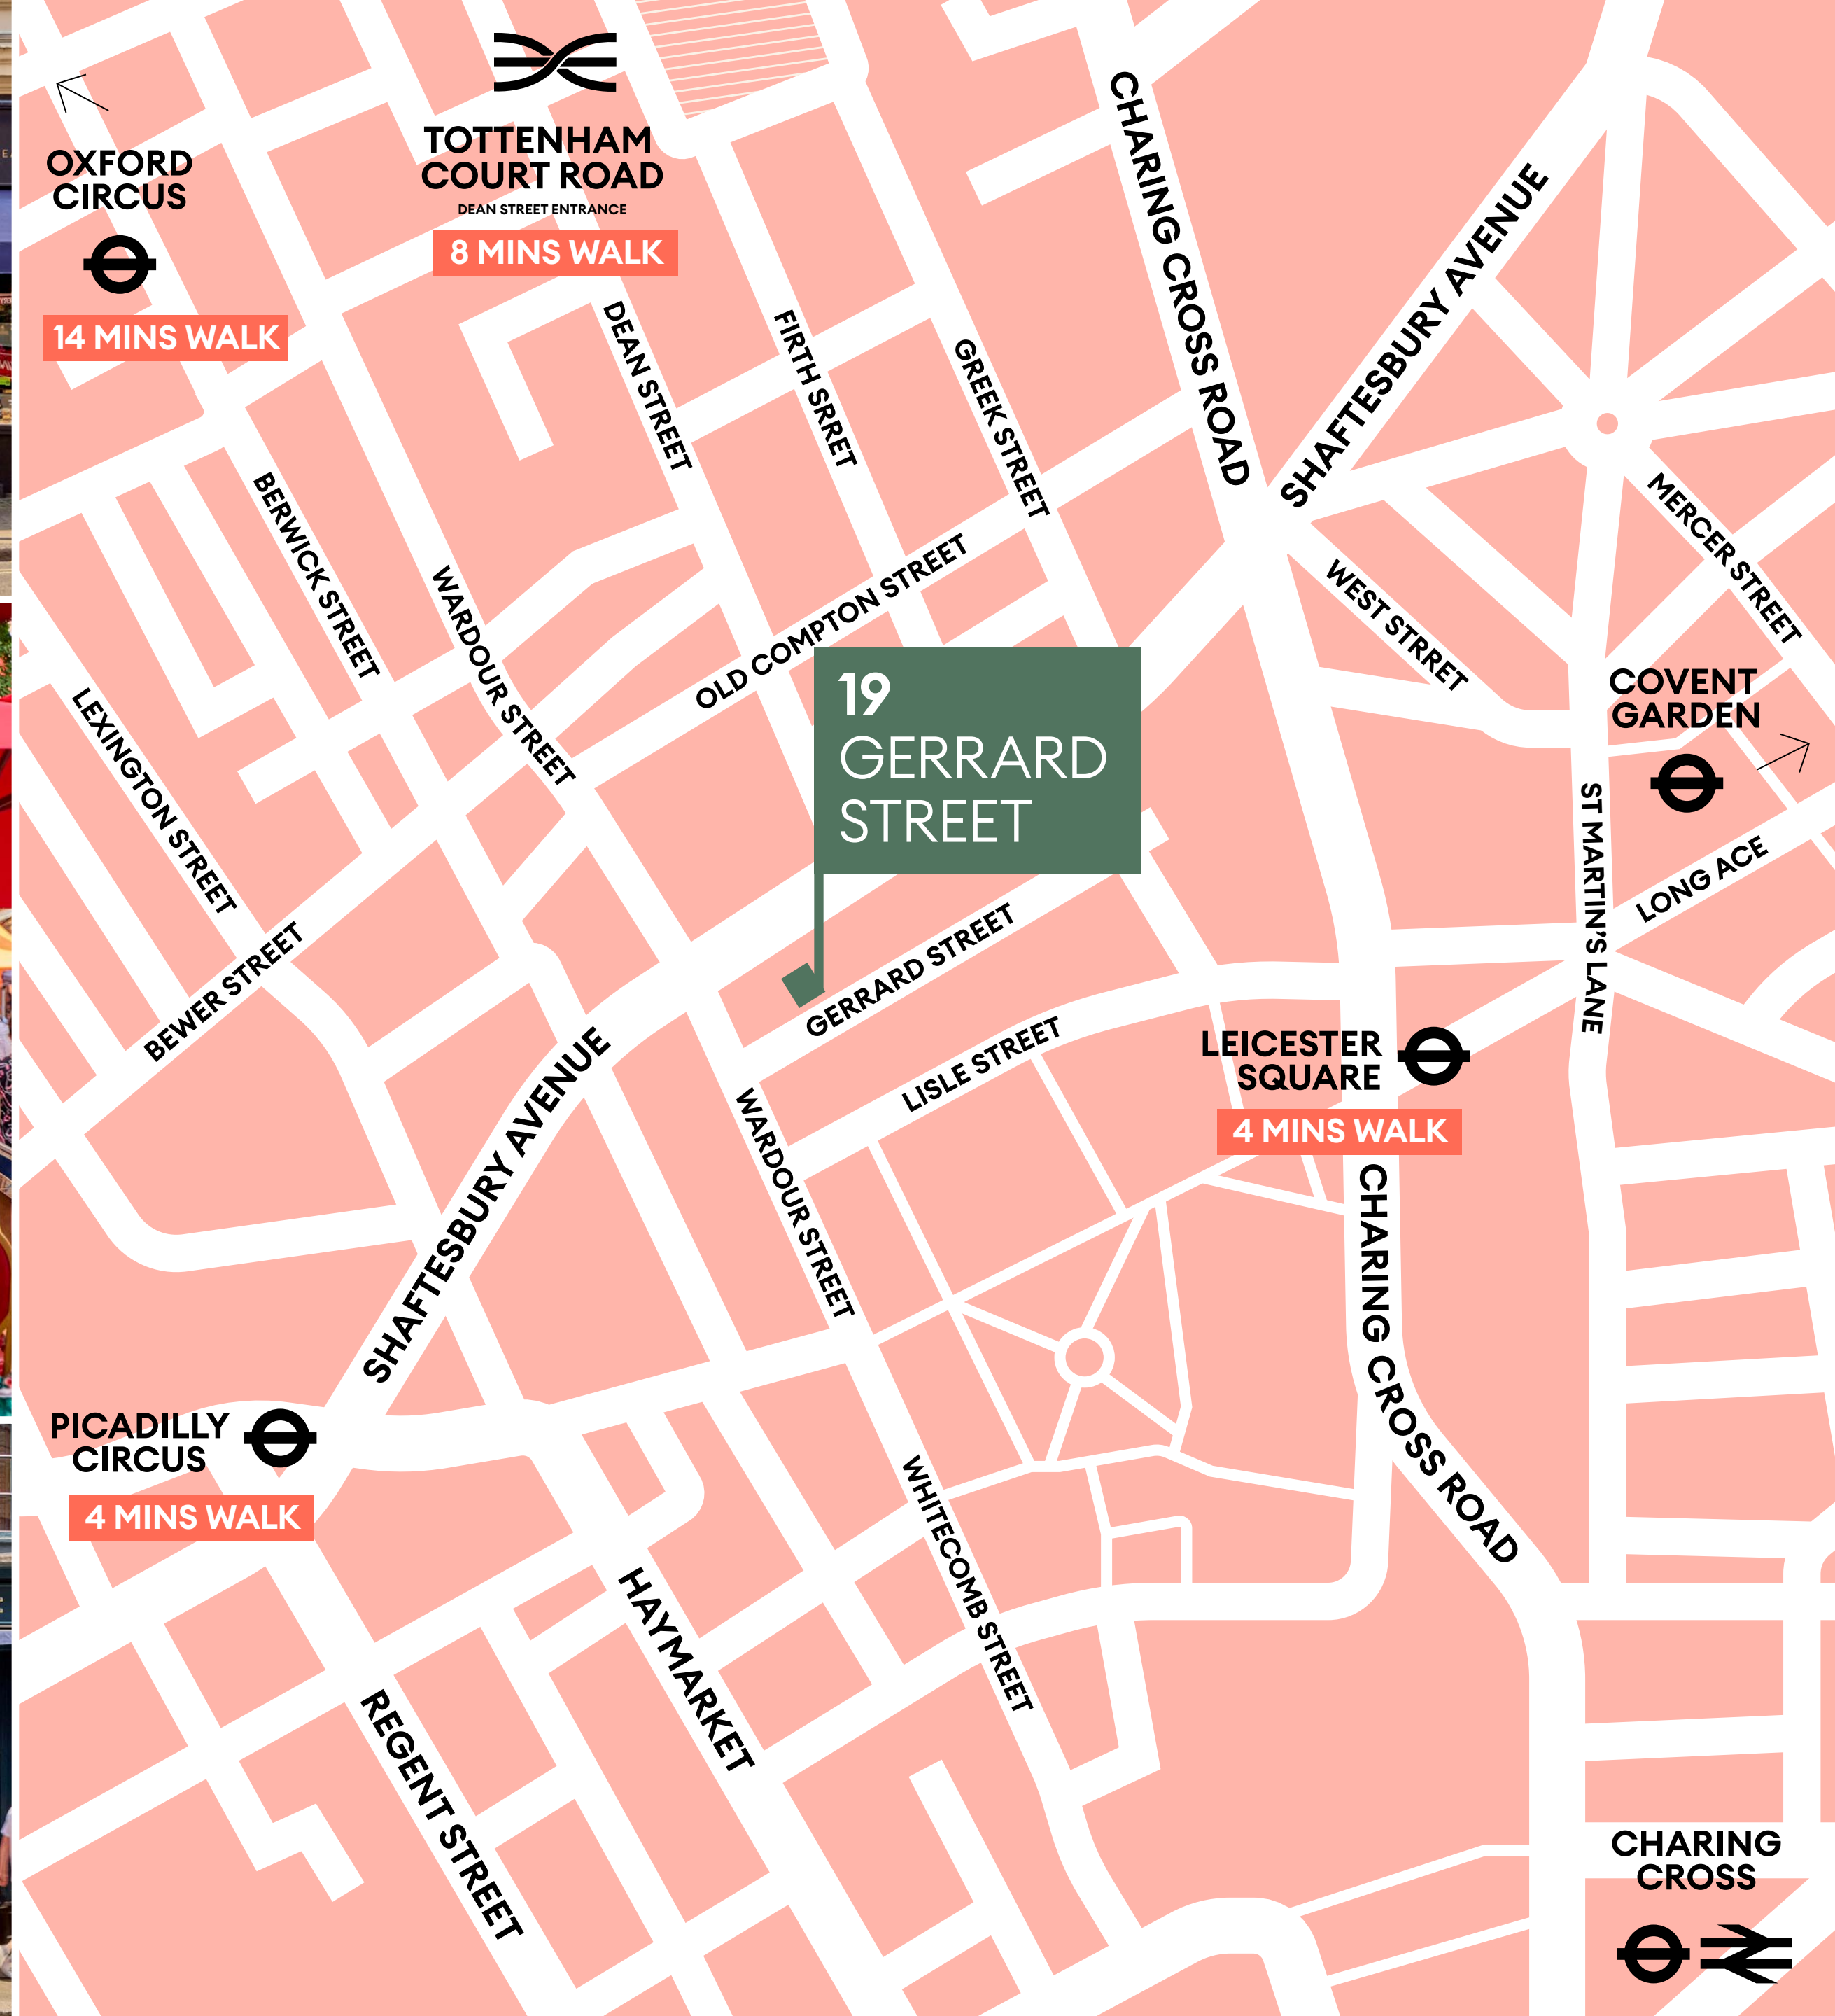 TOTTENHAM
COURT ROAD
DEAN STREET ENTRANCE
8 MINS WALK
OXFORD
CIRCUS
14 MINS WALK
CHARING CROSS ROAD
SHAFTESBURY AVENUE
DEAN STREET
FIRTH SRRET
GREEK STREET
BERWICK STREET
WARDOUR STREET
OLD COMPTON STREET
MERCER STREET
WEST STRRET
LEXINGTON STREET
19
GERRARD
STREET
COVENT
GARDEN
ST MARTIN'S LANE
LONG ACE
BEWER STREET
GERRARD STREET
LISLE STREET
SHAFTESBURY AVENUE
WARDOUR STREET
LEICESTER
SQUARE
4 MINS WALK
CHARING CROSS ROAD
PICADILLY
CIRCUS
4 MINS WALK
WHITECOMB STREET
HAYMARKET
REGENT STREET
CHARING
CROSS